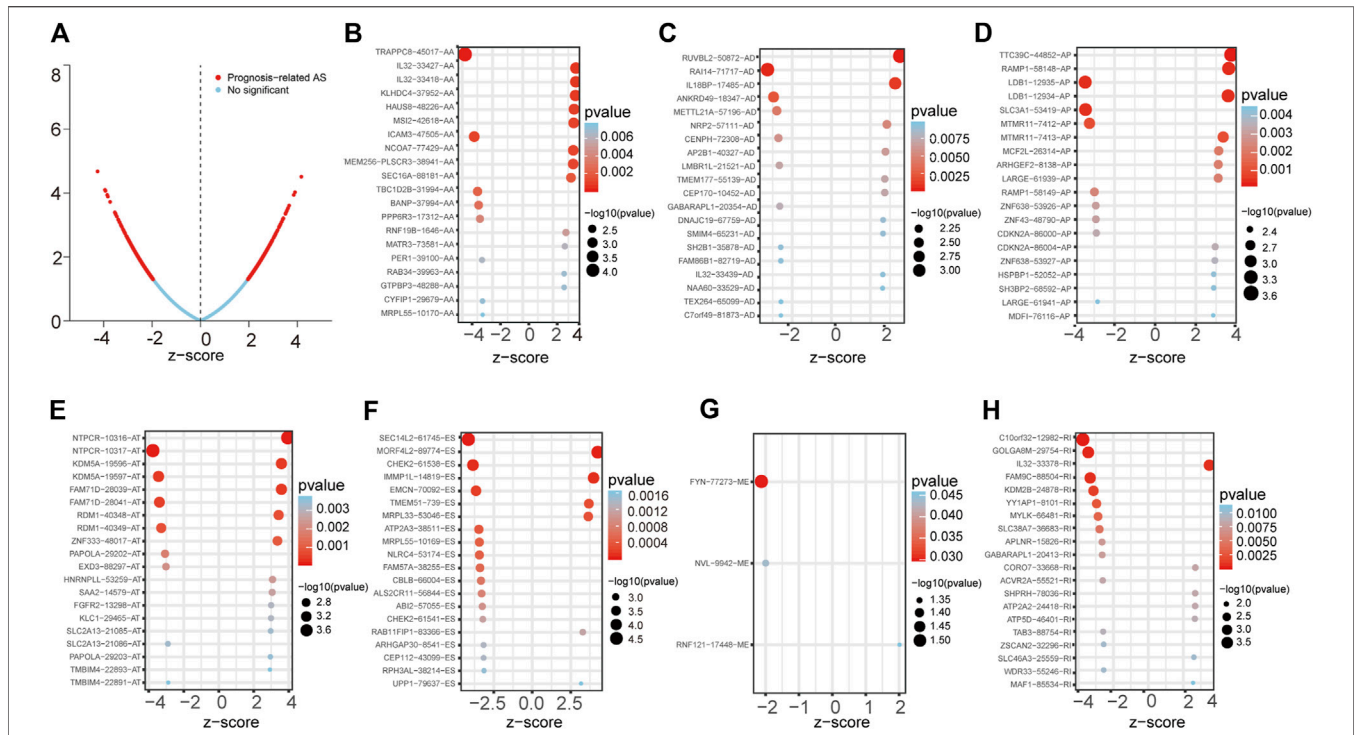 A
8
6
4
2
0
Prognosis-related AS
No significant
-4 -2 0 2 4
z-score
B
TRAPPC8-45017-AA
IL32-33427-AA
IL32-33418-AA
KLHDC4-37952-AA
HAUS8-48226-AA
MSI2-42618-AA
ICAM3-47505-AA
NCOA7-77429-AA
MEM256-PLSCR3-38941-AA
SEC16A-88181-AA
TBC1D2B-31994-AA
BANP-37994-AA
PPP6R3-17312-AA
RNF19B-1646-AA
MATR3-73581-AA
PER1-39100-AA
RAB34-39963-AA
GTPBP3-48288-AA
CYFIP1-29679-AA
MRPL55-10170-AA
-4 -2 0 2 4
z-score
pvalue
0.006
0.004
0.002
-log10(pvalue)
2.5
3.0
3.5
4.0
C
RUVBL2-50872-AD
RAI14-71717-AD
IL18BP-17485-AD
ANKRD49-18347-AD
METTL21A-57196-AD
NRP2-57111-AD
CENPH-72308-AD
AP2B1-40327-AD
LMBR1L-21521-AD
TMEM177-55139-AD
CEP170-10452-AD
GABARAPL1-20354-AD
DNAJC19-67759-AD
SMIM4-65231-AD
SH2B1-35878-AD
FAM86B1-82719-AD
IL32-33439-AD
NAA60-33529-AD
TEX264-65099-AD
C7orf49-81873-AD
-2 0 2
z-score
pvalue
0.0075
0.0050
0.0025
-log10(pvalue)
2.25
2.50
2.75
3.00
D
TTC39C-44852-AP
RAMP1-58148-AP
LDB1-12935-AP
LDB1-12934-AP
SLC3A1-53419-AP
MTMR11-7412-AP
MTMR11-7413-AP
MCF2L-26314-AP
ARHGEF2-8138-AP
LARGE-61939-AP
RAMP1-58149-AP
ZNF638-53926-AP
ZNF43-48790-AP
CDKN2A-86000-AP
CDKN2A-86004-AP
ZNF638-53927-AP
HSPBP1-52052-AP
SH3BP2-68592-AP
LARGE-61941-AP
MDFI-76116-AP
-4 -2 0 2 4
z-score
pvalue
0.004
0.003
0.002
0.001
-log10(pvalue)
2.4
2.7
3.0
3.3
3.6
E
NTPCR-10316-AT
NTPCR-10317-AT
KDM5A-19596-AT
KDM5A-19597-AT
FAM71D-28039-AT
FAM71D-28041-AT
RDM1-40348-AT
RDM1-40349-AT
ZNF333-48017-AT
PAPOLA-29202-AT
EXD3-88297-AT
HNRNPLL-53259-AT
SAA2-14579-AT
FGFR2-13298-AT
KLC1-29465-AT
SLC2A13-21085-AT
SLC2A13-21086-AT
PAPOLA-29203-AT
TMBIM4-22893-AT
TMBIM4-22891-AT
-4 -2 0 2 4
z-score
pvalue
0.003
0.002
0.001
-log10(pvalue)
2.8
3.2
3.6
F
SEC14L2-61745-ES
MORF4L2-89774-ES
CHEK2-61538-ES
IMMP1L-14819-ES
EMCN-70092-ES
TMEM51-739-ES
MRPL33-53046-ES
ATP2A3-38511-ES
MRPL55-10169-ES
NLRC4-53174-ES
FAM57A-38255-ES
CBLB-66004-ES
ALS2CR11-56844-ES
ABI2-57055-ES
CHEK2-61541-ES
RAB11FIP1-83366-ES
ARHGAP30-8541-ES
CEP112-43099-ES
RPH3AL-38214-ES
UPP1-79637-ES
-2.5 0.0 2.5
z-score
pvalue
0.0016
0.0012
0.0008
0.0004
-log10(pvalue)
3.0
3.5
4.0
4.5
G
FYN-77273-ME
NVL-9942-ME
RNF121-17448-ME
-2 -1 0 1 2
z-score
pvalue
0.045
0.040
0.035
0.030
-log10(pvalue)
1.35
1.40
1.45
1.50
H
C10orf32-12982-RI
GOLGA8M-29754-RI
IL32-33378-RI
FAM9C-88504-RI
KDM2B-24878-RI
YY1AP1-8101-RI
MYLK-66481-RI
SLC38A7-36683-RI
APLNR-15826-RI
GABARAPL1-20413-RI
CORO7-33668-RI
ACVR2A-55521-RI
SHPRH-78036-RI
ATP2A2-24418-RI
ATP5D-46401-RI
TAB3-88754-RI
ZSCAN2-32296-RI
SLC46A3-25559-RI
WDR33-55246-RI
MAF1-85534-RI
-4 -2 0 2 4
z-score
pvalue
0.0100
0.0075
0.0050
0.0025
-log10(pvalue)
2.0
2.5
3.0
3.5